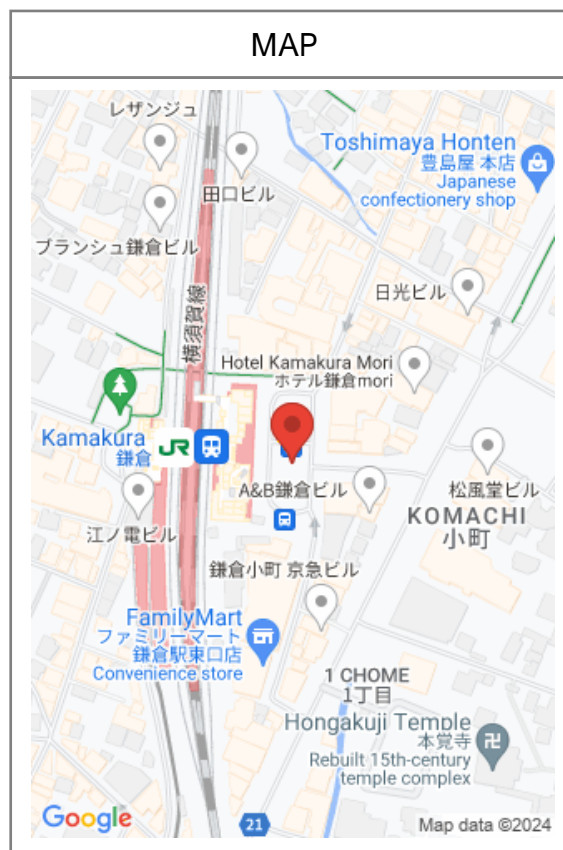 MAP
レザンジュ
Toshimaya Honten
豊島屋 本店
Japanese
confectionery shop
田口ビル
ブランシュ鎌倉ビル
日光ビル
横須賀線
Hotel Kamakura Mori
ホテル鎌倉mori
Kamakura
鎌倉
JR
A&B鎌倉ビル
松風堂ビル
KOMACHI
小町
江ノ電ビル
鎌倉小町 京急ビル
FamilyMart
ファミリーマート
鎌倉駅東口店
Convenience store
1 CHOME
1丁目
Hongakuji Temple
本覚寺
Rebuilt 15th-century
temple complex
卍
Google
21
Map data ©2024